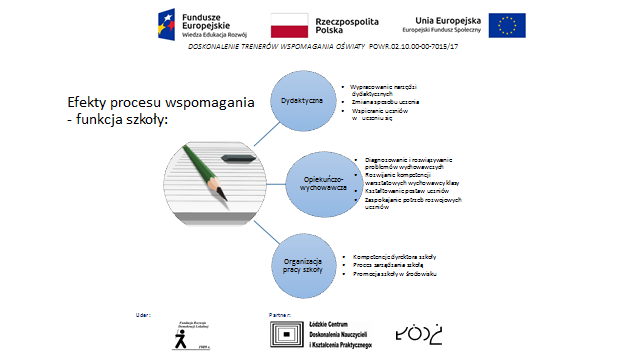 Fundusze
Europejskie
Wiedza Edukacja Rozwój
Rzeczpospolita
Polska
Unia Europejska
Europejski Fundusz Społeczny
DOSKONALENIE TRENERÓW WSPOMAGANIA OŚWIATY POWR.02.10.00-00-7015/17
Efekty procesu wspomagania
- funkcja szkoły:
Dydaktyczna
• Wypracowanie narzędzi
dydaktycznych
• Zmiana sposobu uczenia
• Wspieranie uczniów
w uczeniu się
Opiekuńczo-
wychowawcza
• Diagnozowanie i rozwiązywanie
problemów wychowawczych
• Rozwijanie kompetencji
warsztatowych wychowawcy klasy
• Kształtowanie postaw uczniów
• Zaspokajanie potrzeb rozwojowych
uczniów
Organizacja
pracy szkoły
• Kompetencje dyrektora szkoły
• Proces zarządzania szkołą
• Promocja szkoły w środowisku
Lider:
Partner:
Fundacja Rozwoju
Demokracji Lokalnej
Łódzkie Centrum
Doskonalenia Nauczycieli
i Kształcenia Praktycznego